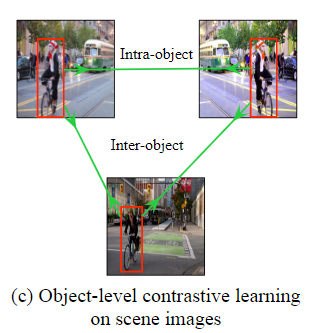 Intra-object
Inter-object
(c) Object-level contrastive learning
on scene images